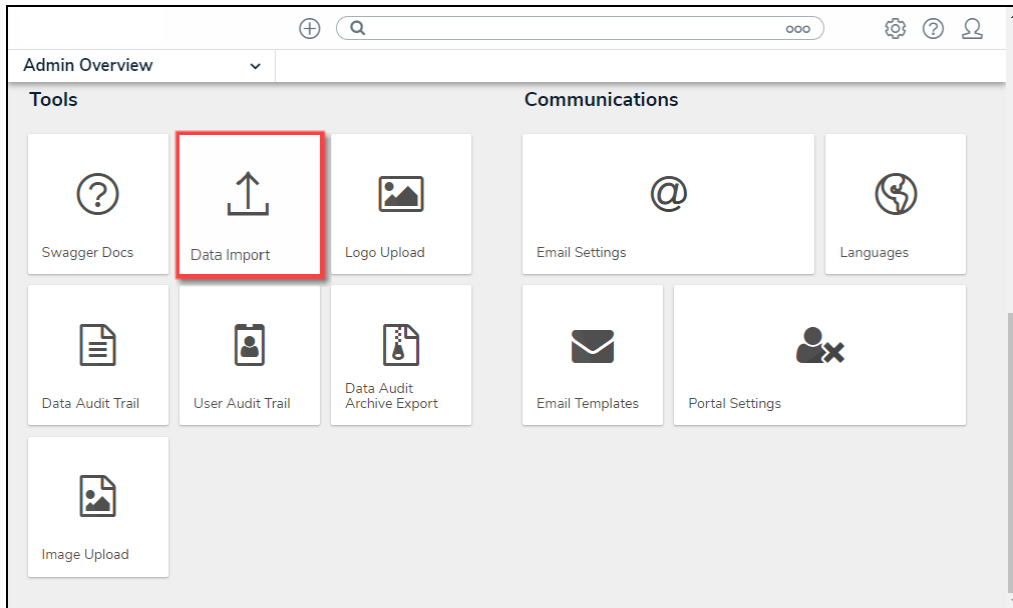 Admin Overview
Tools
Communications
Swagger Docs
Data Import
Logo Upload
Email Settings
Languages
Data Audit Trail
User Audit Trail
Data Audit
Archive Export
Email Templates
Portal Settings
Image Upload